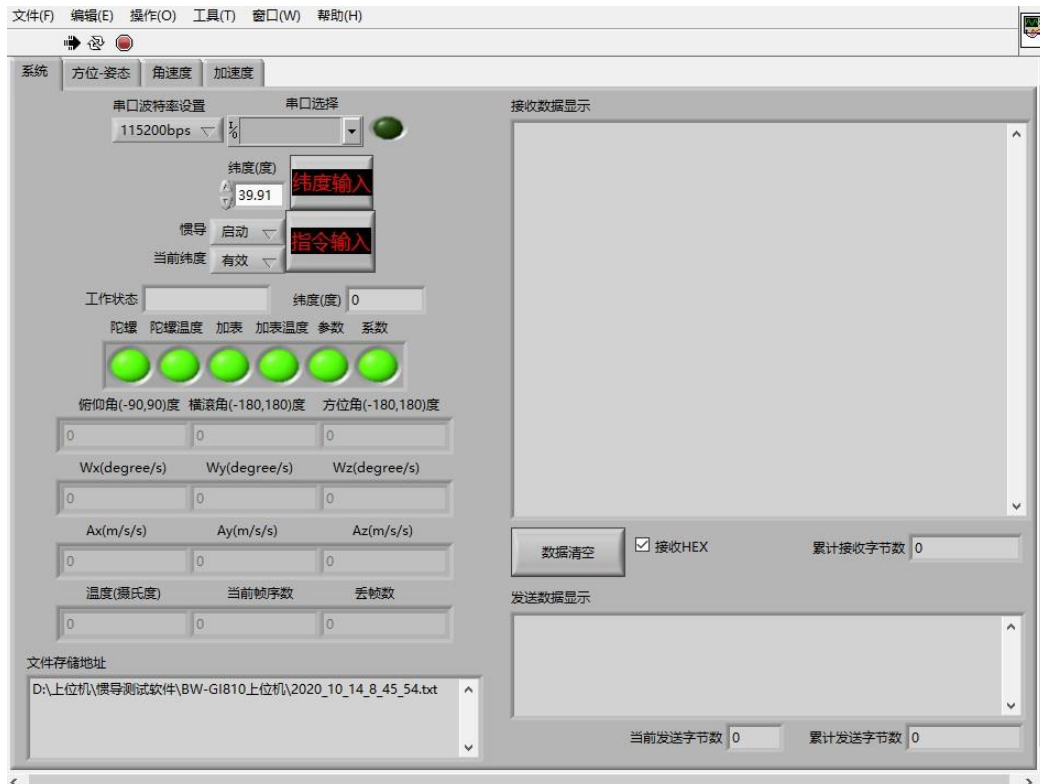 文件(F) 编辑(E) 操作(O) 工具(T) 窗口(W) 帮助(H)
系统 方位-姿态 角速度 加速度
串口波特率设置 串口选择
115200bps
纬度(度)
39.91
纬度输入
惯导 启动
当前纬度 有效
指令输入
工作状态 纬度(度) 0
陀螺 陀螺温度 加表 加表温度 参数 系数
俯仰角(-90,90)度 横滚角(-180,180)度 方位角(-180,180)度
0 0 0
Wx(degree/s) Wy(degree/s) Wz(degree/s)
0 0 0
Ax(m/s/s) Ay(m/s/s) Az(m/s/s)
0 0 0
温度(摄氏度) 当前帧序数 丢帧数
0 0 0
文件存储地址
D:\上位机\惯导测试软件\BW-GI810上位机\2020_10_14_8_45_54.txt
接收数据显示
数据清空 接收HEX 累计接收字节数 0
发送数据显示
当前发送字节数 0 累计发送字节数 0